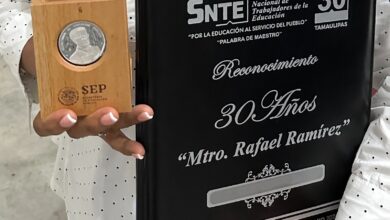 SNTE
Nacional de
Trabajadores de la
Educación
30
TAMAULIPAS
"POR LA EDUCACIÓN AL SERVICIO DEL PUEBLO"
"PALABRA DE MAESTRO"
Reconocimiento
30 Años
"Mtro. Rafael Ramírez"
SEP